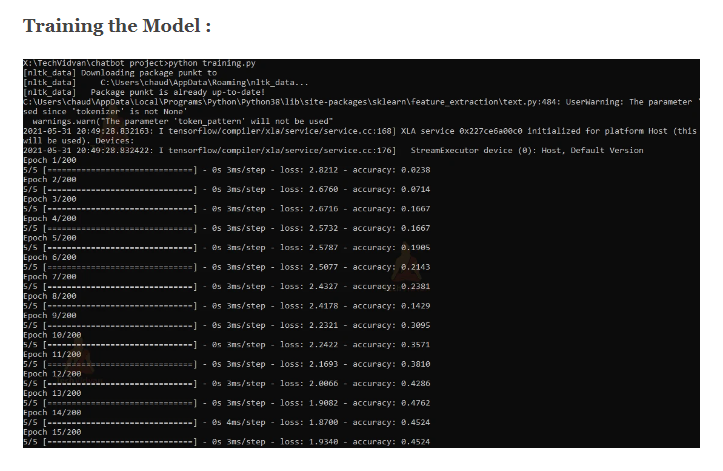 Training the Model :
X:\TechVidvan\chatbot project>python training.py
[nltk_data] Downloading package punkt to
[nltk_data]     C:\Users\chaud\AppData\Roaming\nltk_data...
[nltk_data]   Package punkt is already up-to-date!
C:\Users\chaud\AppData\Local\Programs\Python\Python38\lib\site-packages\sklearn\feature_extraction\text.py:484: UserWarning: The parameter '
sed since 'tokenizer' is not None'
  warnings.warn("The parameter 'token_pattern' will not be used"
2021-05-31 20:49:28.832163: I tensorflow/compiler/xla/service/service.cc:168] XLA service 0x227ce6a00c0 initialized for platform Host (this
will be used). Devices:
2021-05-31 20:49:28.832422: I tensorflow/compiler/xla/service/service.cc:176]   StreamExecutor device (0): Host, Default Version
Epoch 1/200
5/5 [==============================] - 0s 3ms/step - loss: 2.8212 - accuracy: 0.0238
Epoch 2/200
5/5 [==============================] - 0s 3ms/step - loss: 2.6760 - accuracy: 0.0714
Epoch 3/200
5/5 [==============================] - 0s 3ms/step - loss: 2.6716 - accuracy: 0.1667
Epoch 4/200
5/5 [==============================] - 0s 3ms/step - loss: 2.5732 - accuracy: 0.1667
Epoch 5/200
5/5 [==============================] - 0s 3ms/step - loss: 2.5787 - accuracy: 0.1905
Epoch 6/200
5/5 [==============================] - 0s 3ms/step - loss: 2.5077 - accuracy: 0.2143
Epoch 7/200
5/5 [==============================] - 0s 3ms/step - loss: 2.4327 - accuracy: 0.2381
Epoch 8/200
5/5 [==============================] - 0s 3ms/step - loss: 2.4178 - accuracy: 0.1429
Epoch 9/200
5/5 [==============================] - 0s 3ms/step - loss: 2.2321 - accuracy: 0.3095
Epoch 10/200
5/5 [==============================] - 0s 3ms/step - loss: 2.2422 - accuracy: 0.3571
Epoch 11/200
5/5 [==============================] - 0s 3ms/step - loss: 2.1693 - accuracy: 0.3810
Epoch 12/200
5/5 [==============================] - 0s 3ms/step - loss: 2.0066 - accuracy: 0.4286
Epoch 13/200
5/5 [==============================] - 0s 3ms/step - loss: 1.9082 - accuracy: 0.4762
Epoch 14/200
5/5 [==============================] - 0s 4ms/step - loss: 1.8700 - accuracy: 0.4524
Epoch 15/200
5/5 [==============================] - 0s 3ms/step - loss: 1.9340 - accuracy: 0.4524